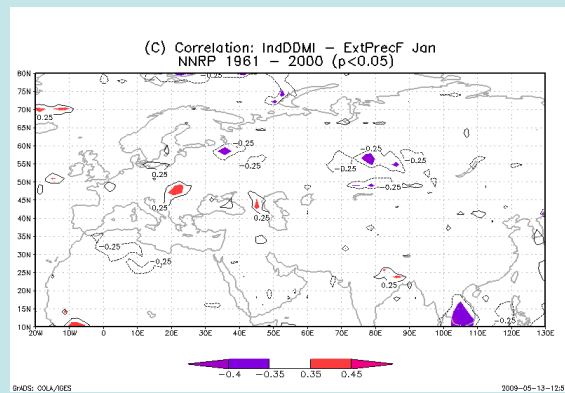 (C) Correlation: IndDDMI – ExtPrecF Jan
NNRP 1961 – 2000 (p<0.05)
80N
70N
65N
60N
55N
50N
45N
40N
35N
30N
25N
20N
15N
10N
-0.25
0.25
-0.25
-0.25
-0.25
-0.25
0.25
-0.25
0.25
0.25
-0.25
-0.25
0.25
-0.25
20W 10W 0 10E 20E 30E 40E 50E 60E 70E 80E 90E 100E 110E 120E 130E
-0.4 -0.35 0.35 0.45
GrADS: COLA/IGES
2009-05-13-12:5